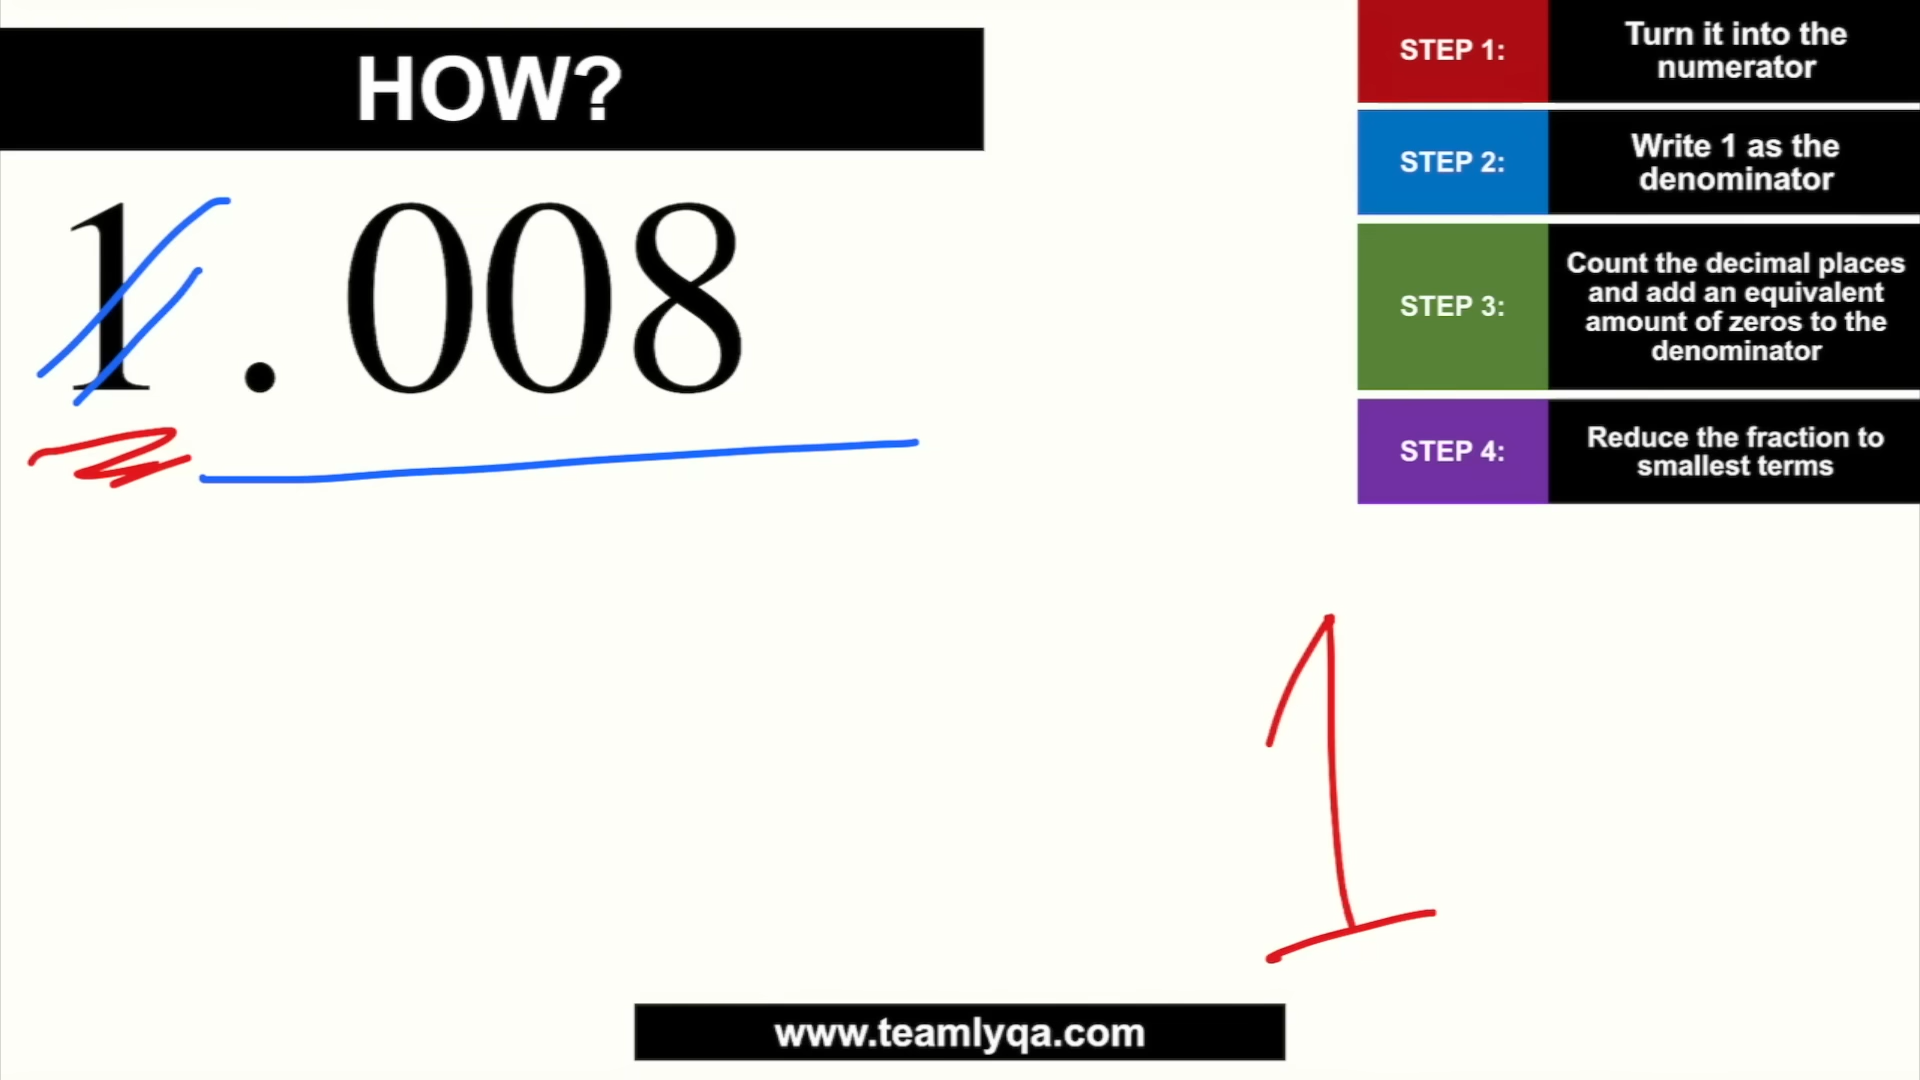 HOW?
1.008
STEP 1:
Turn it into the
numerator
STEP 2:
Write 1 as the
denominator
STEP 3:
Count the decimal places
and add an equivalent
amount of zeros to the
denominator
STEP 4:
Reduce the fraction to
smallest terms
1
www.teamlyqa.com